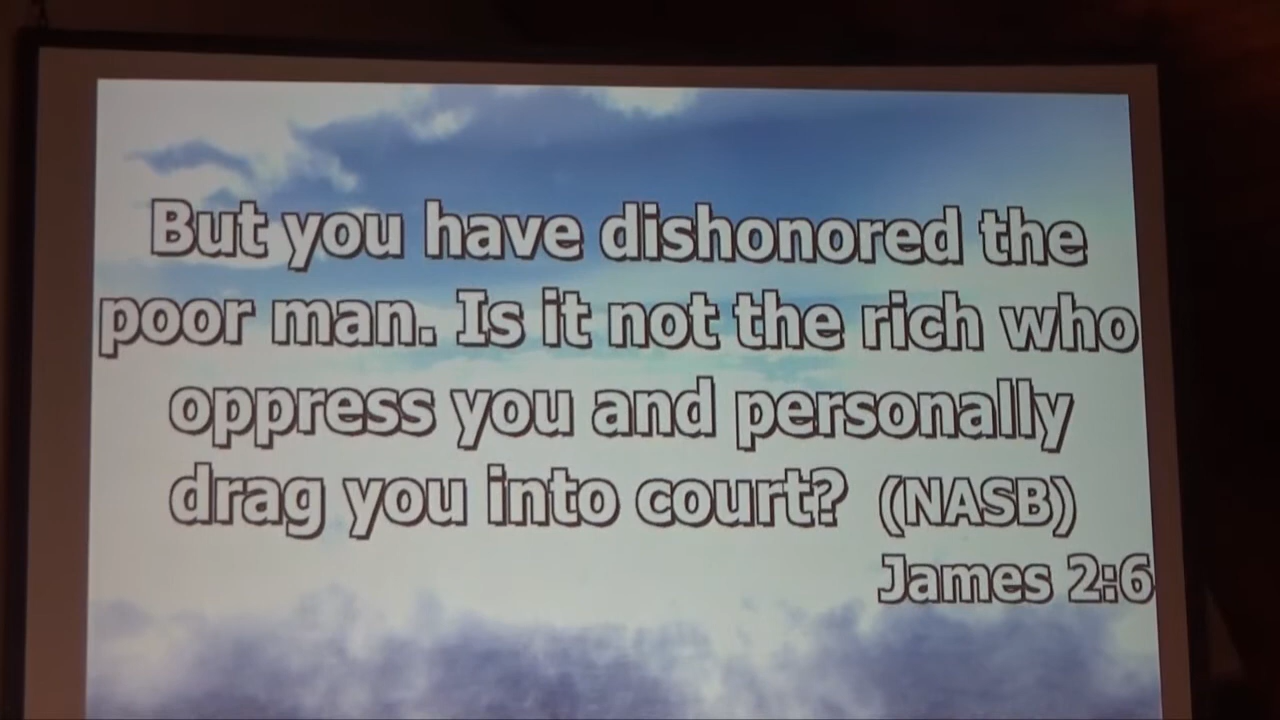 But you have dishonored the
poor man. Is it not the rich who
oppress you and personally
drag you into court? (NASB)
James 2:6